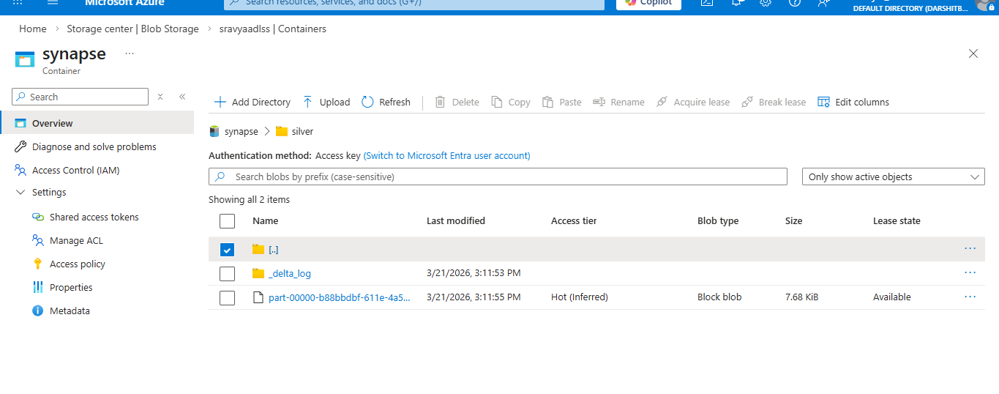 Microsoft Azure
Search resources, services, and docs (G+/)
Copilot
DEFAULT DIRECTORY (DARSHITB...
Home > Storage center | Blob Storage > sravyaadlss | Containers
synapse ...
Container
Search
Overview
Diagnose and solve problems
Access Control (IAM)
Settings
Shared access tokens
Manage ACL
Access policy
Properties
Metadata
Add Directory Upload Refresh Delete Copy Paste Rename Acquire lease Break lease Edit columns
synapse > silver
Authentication method: Access key (Switch to Microsoft Entra user account)
Search blobs by prefix (case-sensitive)
Only show active objects
Showing all 2 items
Name Last modified Access tier Blob type Size Lease state
[..]
_delta_log 3/21/2026, 3:11:53 PM
part-00000-b88bbdbf-611e-4a5... 3/21/2026, 3:11:55 PM Hot (Inferred) Block blob 7.68 KiB Available